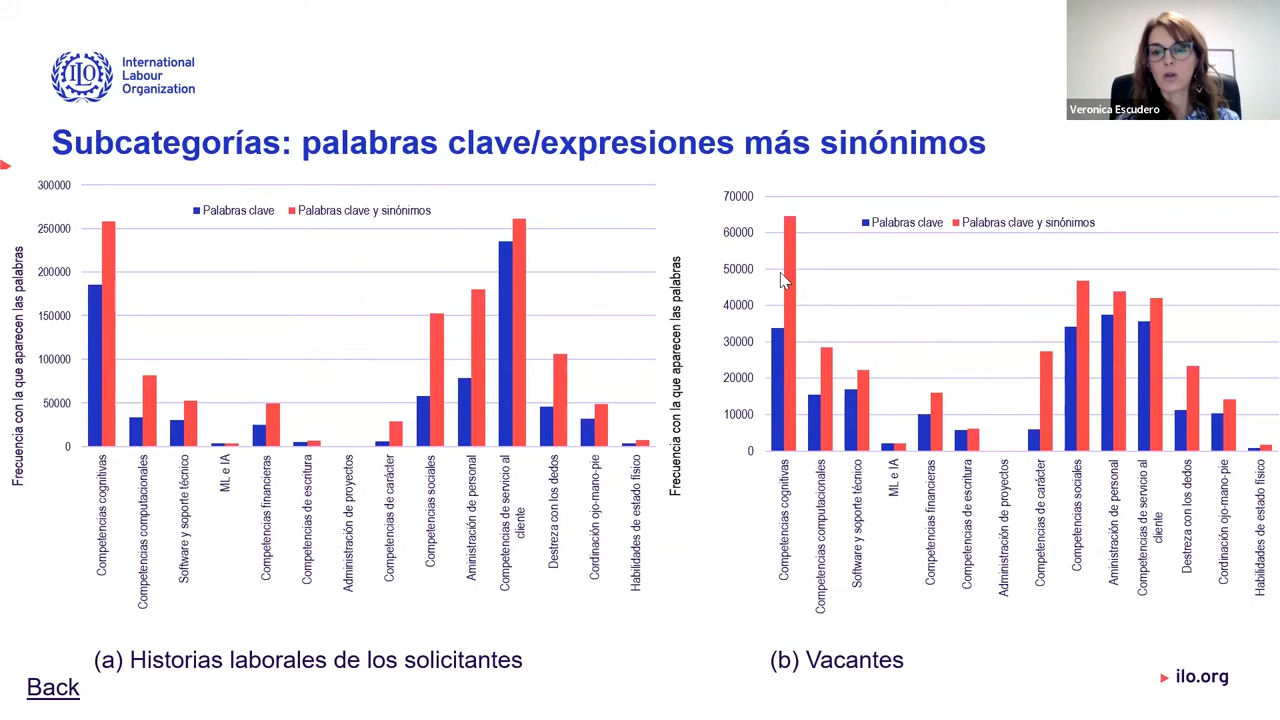 International
Labour
Organization
Veronica Escudero
Subcategorías: palabras clave/expresiones más sinónimos
Frecuencia con la que aparecen las palabras
300000
250000
200000
150000
100000
50000
0
Palabras clave
Palabras clave y sinónimos
Competencias cognitivas
Competencias computacionales
Software y soporte técnico
ML e IA
Competencias financieras
Competencias de escritura
Administración de proyectos
Competencias de carácter
Competencias sociales
Aministración de personal
Competencias de servicio al
cliente
Destreza con los dedos
Cordinación ojo-mano-pie
Habilidades de estado físico
(a) Historias laborales de los solicitantes
Frecuencia con la que aparecen las palabras
70000
60000
50000
40000
30000
20000
10000
0
Palabras clave
Palabras clave y sinónimos
Competencias cognitivas
Competencias computacionales
Software y soporte técnico
ML e IA
Competencias financieras
Competencias de escritura
Administración de proyectos
Competencias de carácter
Competencias sociales
Aministración de personal
Competencias de servicio al
cliente
Destreza con los dedos
Cordinación ojo-mano-pie
Habilidades de estado físico
(b) Vacantes
Back
ilo.org